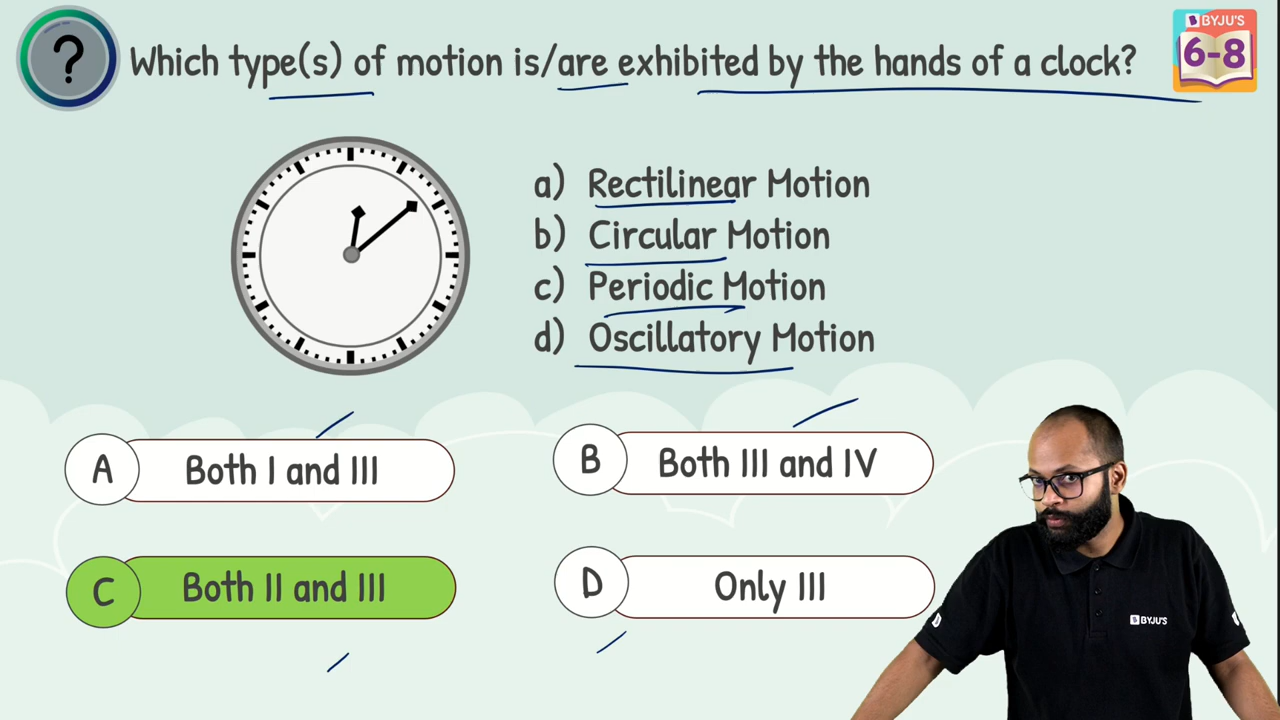 ?
Which type(s) of motion is/are exhibited by the hands of a clock?
BYJU'S
6-8
a) Rectilinear Motion
b) Circular Motion
c) Periodic Motion
d) Oscillatory Motion
A Both I and III
B Both III and IV
C Both II and III
D Only III
BYJU'S